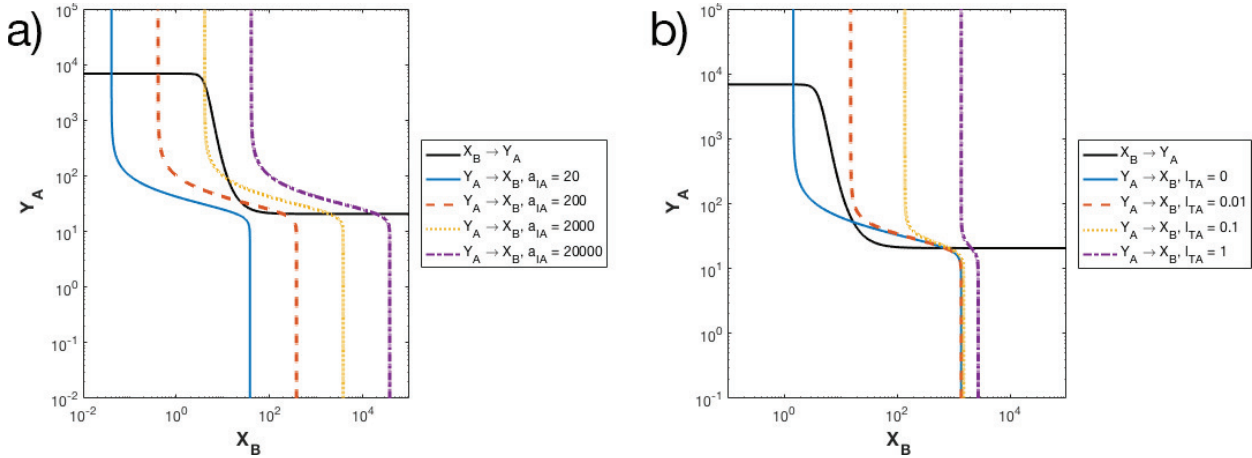 a)
10^5
10^4
10^3
10^2
10^1
10^0
10^-1
10^-2
Y_A
10^-2
10^0
10^2
10^4
X_B
X_B → Y_A
Y_A → X_B, a_IA = 20
Y_A → X_B, a_IA = 200
Y_A → X_B, a_IA = 2000
Y_A → X_B, a_IA = 20000
b)
10^5
10^4
10^3
10^2
10^1
10^0
10^-1
Y_A
10^0
10^2
10^4
X_B
X_B → Y_A
Y_A → X_B, l_TA = 0
Y_A → X_B, l_TA = 0.01
Y_A → X_B, l_TA = 0.1
Y_A → X_B, l_TA = 1